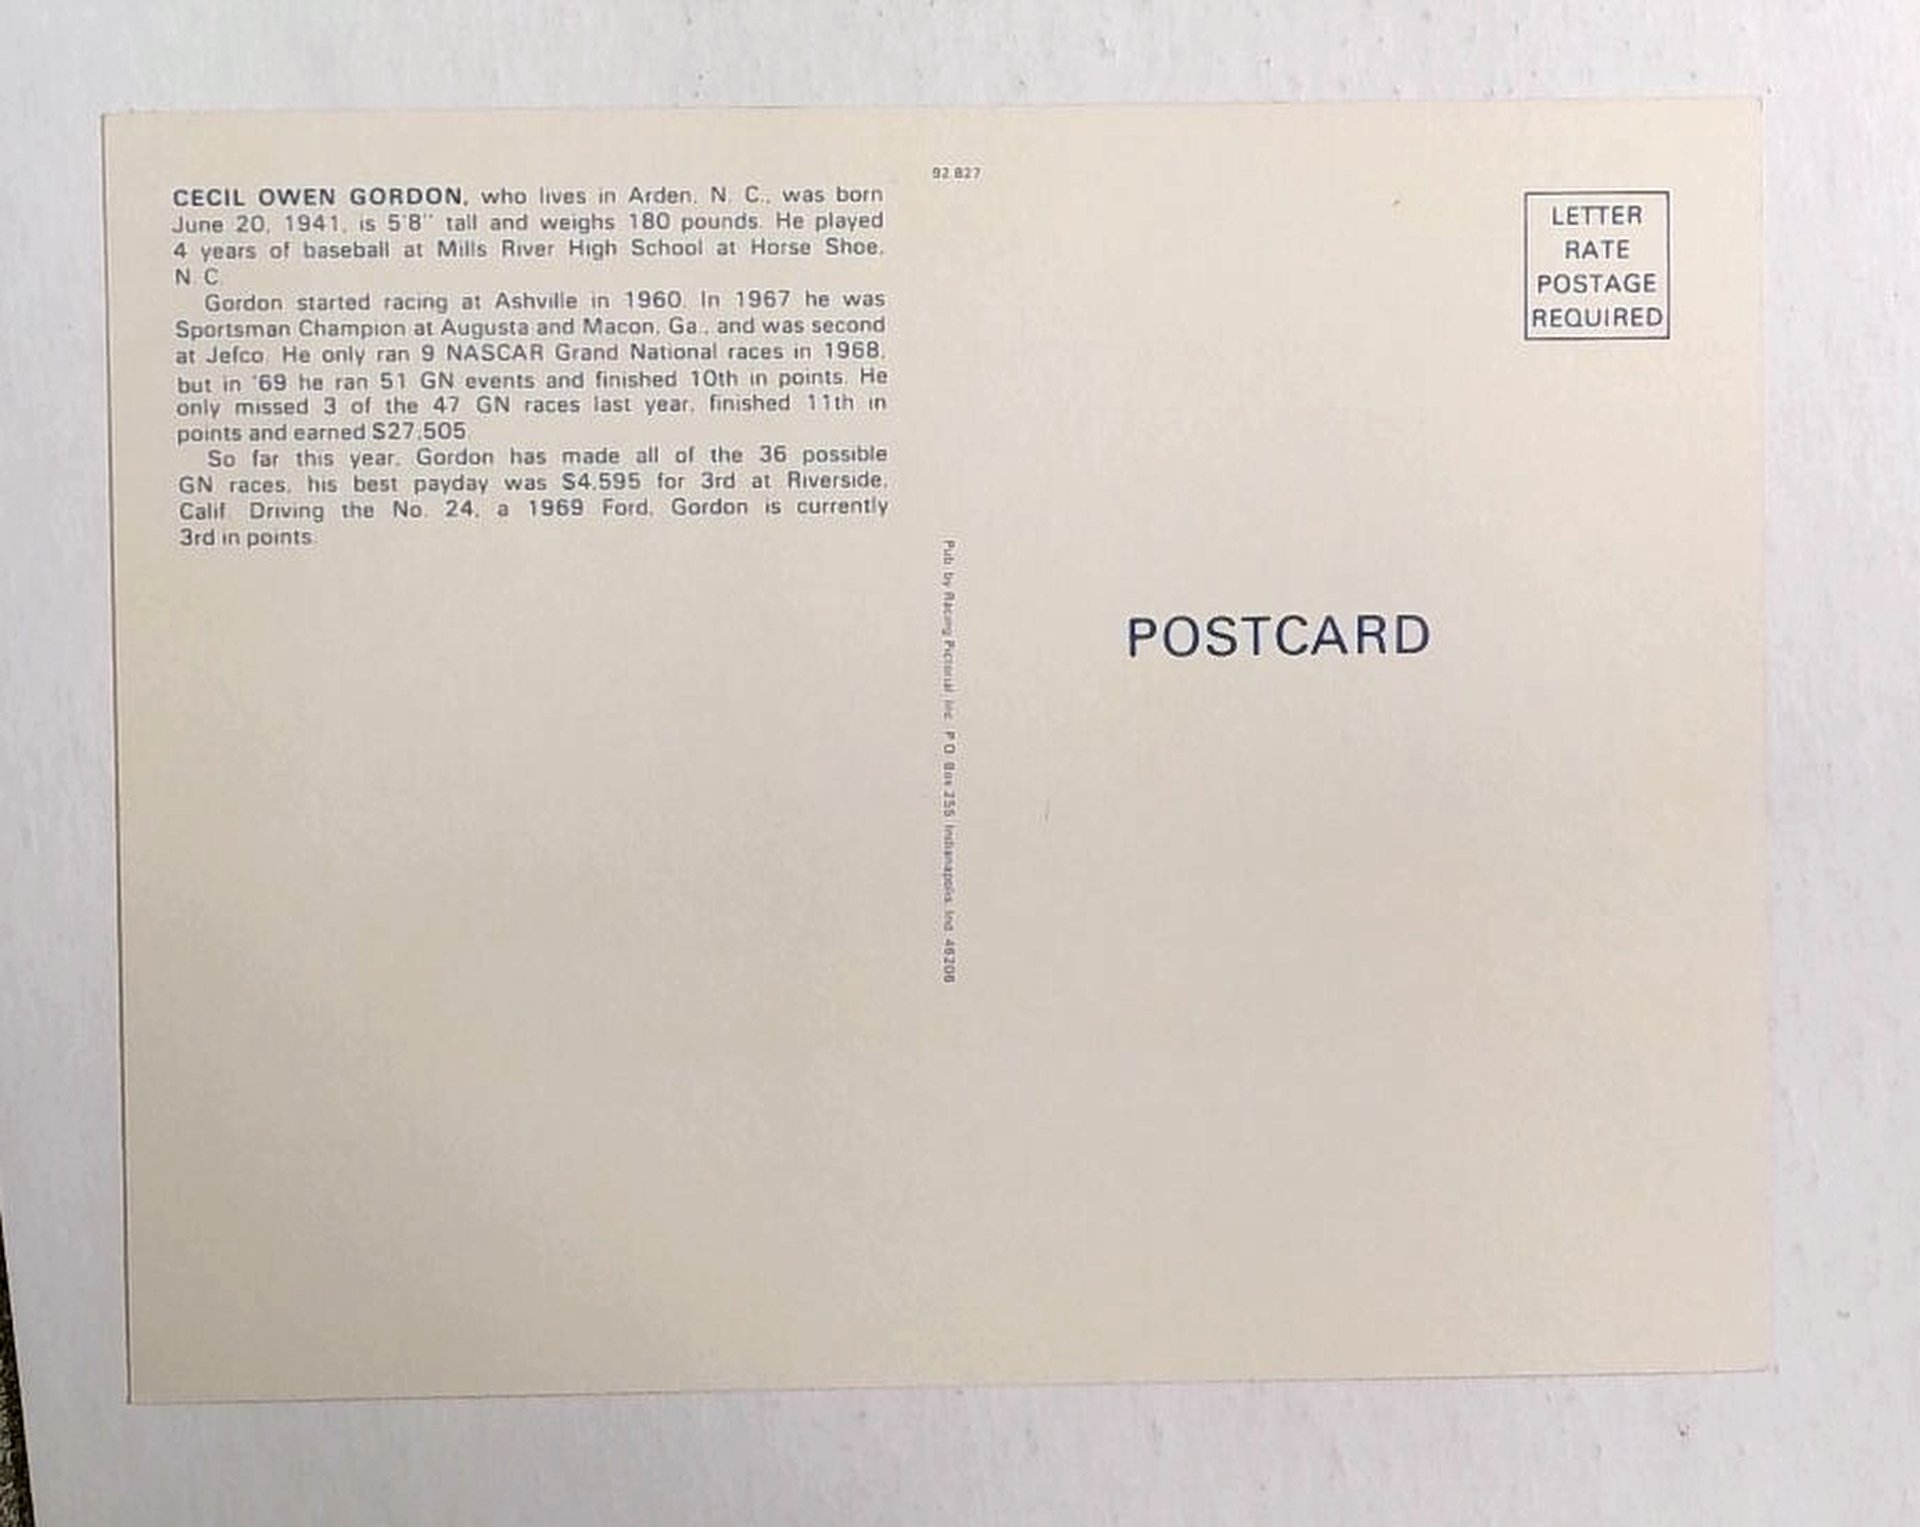 92 827
CECIL OWEN GORDON, who lives in Arden, N. C., was born
June 20, 1941, is 5'8" tall and weighs 180 pounds. He played
4 years of baseball at Mills River High School at Horse Shoe,
N C
Gordon started racing at Ashville in 1960. In 1967 he was
Sportsman Champion at Augusta and Macon, Ga., and was second
at Jefco. He only ran 9 NASCAR Grand National races in 1968,
but in '69 he ran 51 GN events and finished 10th in points. He
only missed 3 of the 47 GN races last year, finished 11th in
points and earned $27,505
So far this year, Gordon has made all of the 36 possible
GN races, his best payday was $4,595 for 3rd at Riverside,
Calif. Driving the No. 24, a 1969 Ford, Gordon is currently
3rd in points.
Pub. by Racing Pictorial Inc. P.O. Box 255 Indianapolis, Ind. 46206
LETTER
RATE
POSTAGE
REQUIRED
POSTCARD